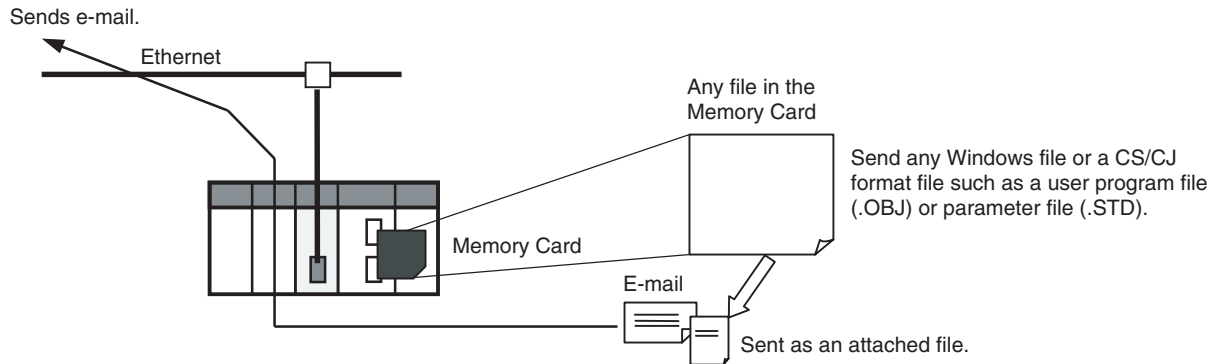 Sends e-mail.
Ethernet
Any file in the
Memory Card
Send any Windows file or a CS/CJ
format file such as a user program file
(.OBJ) or parameter file (.STD).
Memory Card
E-mail
Sent as an attached file.